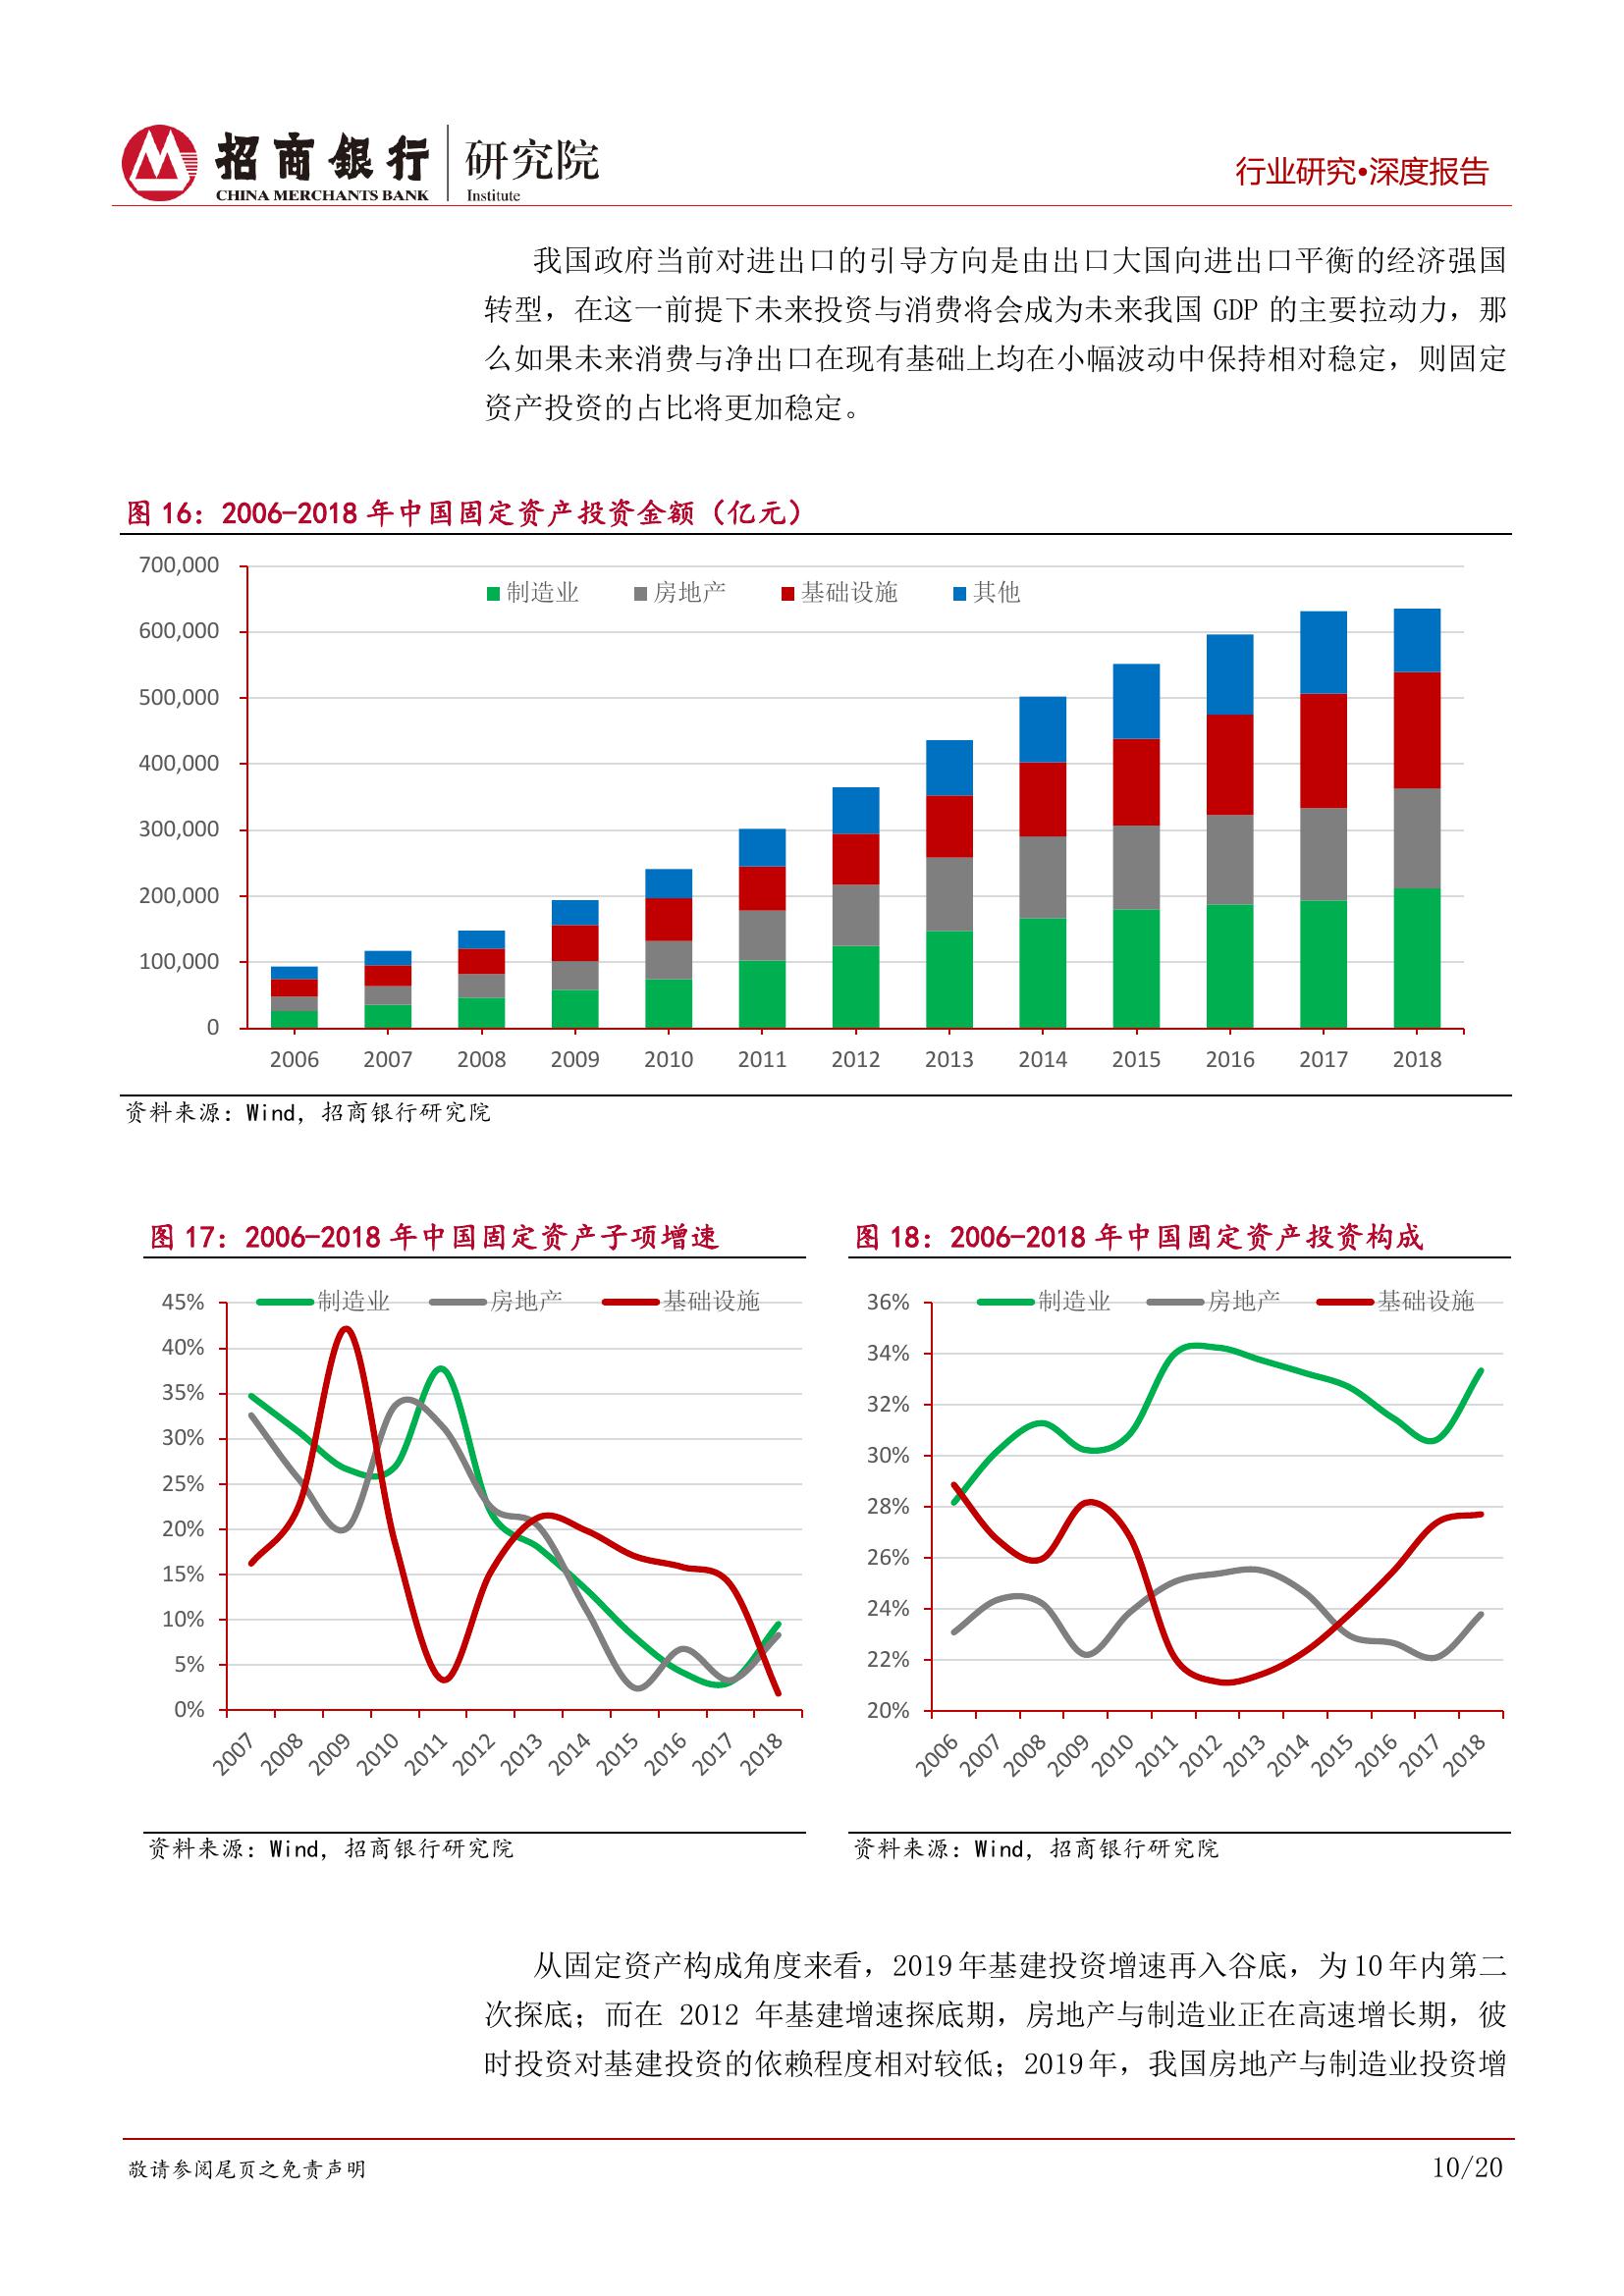 招商银行 研究院
CHINA MERCHANTS BANK Institute
行业研究•深度报告
我国政府当前对进出口的引导方向是由出口大国向进出口平衡的经济强国
转型，在这一前提下未来投资与消费将会成为未来我国 GDP 的主要拉动力，那
么如果未来消费与净出口在现有基础上均在小幅波动中保持相对稳定，则固定
资产投资的占比将更加稳定。
图 16：2006-2018 年中国固定资产投资金额（亿元）
制造业 房地产 基础设施 其他
700,000
600,000
500,000
400,000
300,000
200,000
100,000
0
2006 2007 2008 2009 2010 2011 2012 2013 2014 2015 2016 2017 2018
资料来源：Wind，招商银行研究院
图 17：2006-2018 年中国固定资产子项增速
制造业 房地产 基础设施
45%
40%
35%
30%
25%
20%
15%
10%
5%
0%
2007 2008 2009 2010 2011 2012 2013 2014 2015 2016 2017 2018
资料来源：Wind，招商银行研究院
图 18：2006-2018 年中国固定资产投资构成
制造业 房地产 基础设施
36%
34%
32%
30%
28%
26%
24%
22%
20%
2006 2007 2008 2009 2010 2011 2012 2013 2014 2015 2016 2017 2018
资料来源：Wind，招商银行研究院
从固定资产构成角度来看，2019 年基建投资增速再入谷底，为 10 年内第二
次探底；而在 2012 年基建增速探底期，房地产与制造业正在高速增长期，彼
时投资对基建投资的依赖程度相对较低；2019 年，我国房地产与制造业投资增
敬请参阅尾页之免责声明
10/20